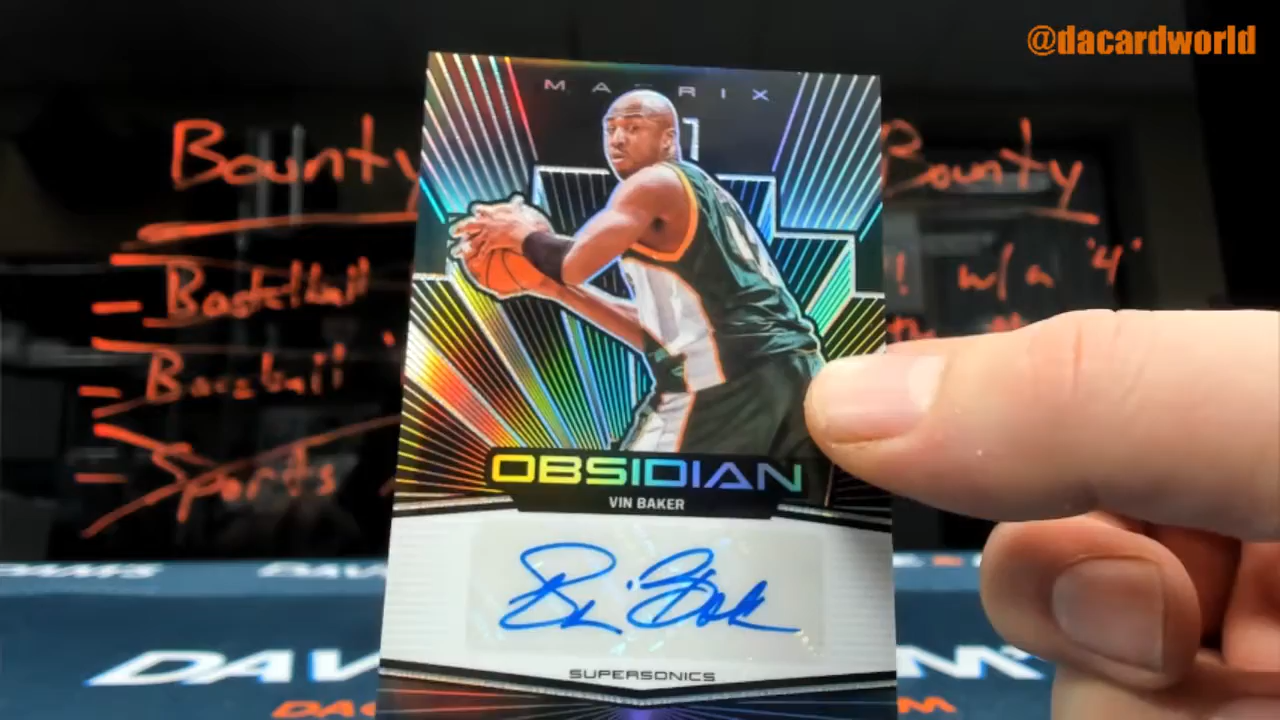 @dacardworld
MATRIX
Bounty
Bounty
- Basketball
! w/a '4'
- Baseball
- Sports
OBSIDIAN
VIN BAKER
SUPERSONICS